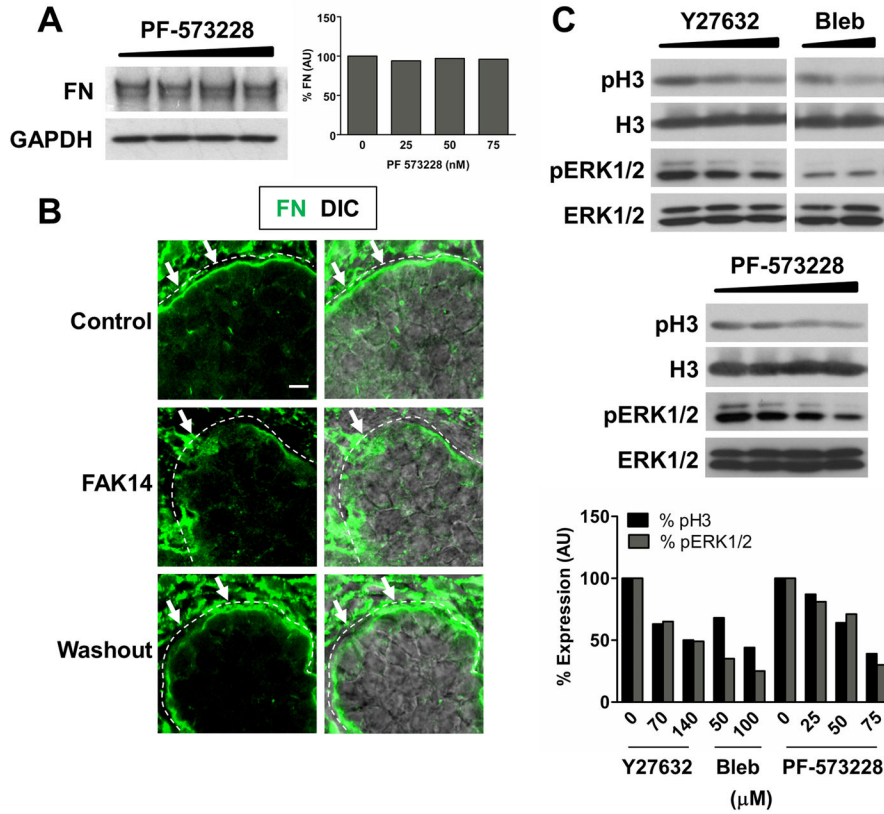 A
PF-573228
FN
GAPDH
% FN (AU)
150
100
50
0
0 25 50 75
PF 573228 (nM)
B
FN DIC
Control
FAK14
Washout
C
Y27632 Bleb
pH3
H3
pERK1/2
ERK1/2
PF-573228
pH3
H3
pERK1/2
ERK1/2
% Expression (AU)
150
100
50
0
% pH3
% pERK1/2
0 70 140 50 100 0 25 50 75
Y27632 Bleb PF-573228
(μM)